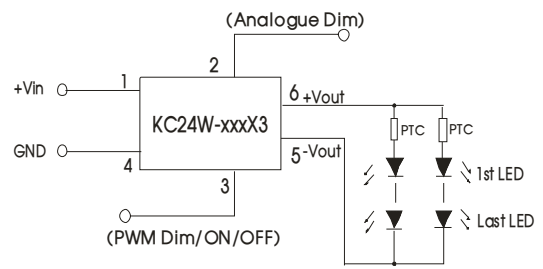 (Analogue Dim)
2
+Vin
1
6 +Vout
KC24W-xxxX3
PTC
PTC
GND
4
5 -Vout
1st LED
3
Last LED
(PWM Dim/ON/OFF)